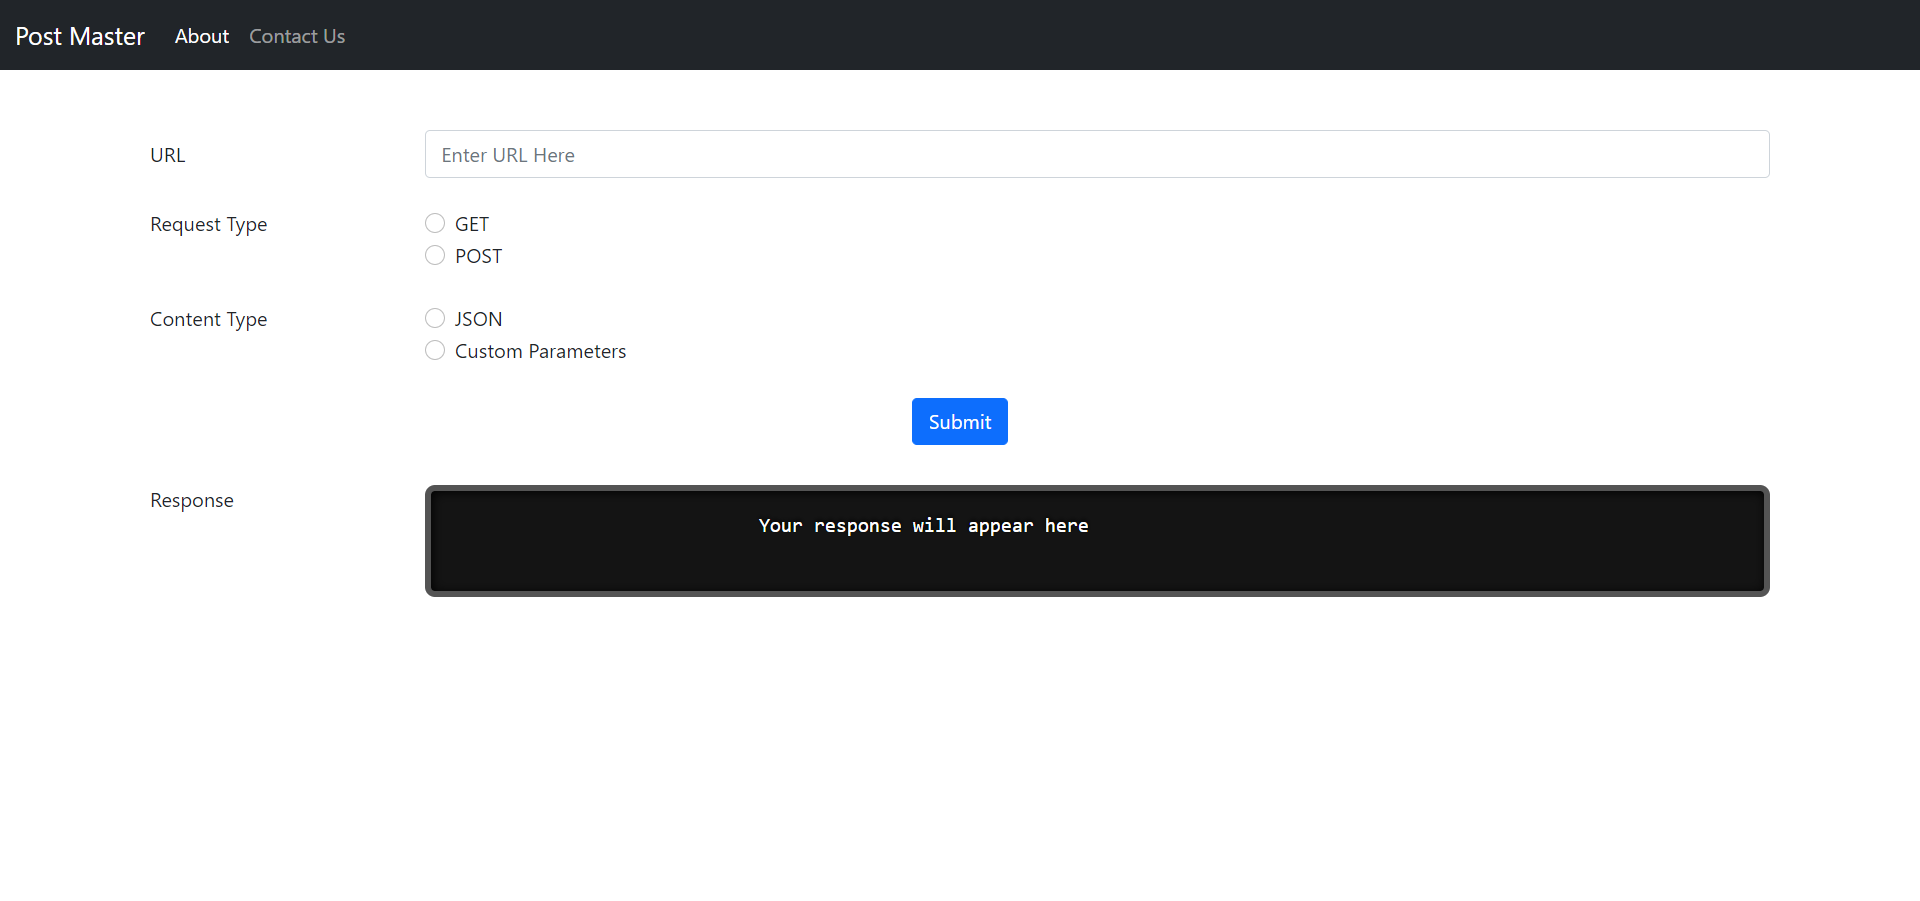 Post Master About Contact Us
URL Enter URL Here
Request Type GET
POST
Content Type JSON
Custom Parameters
Submit
Response Your response will appear here